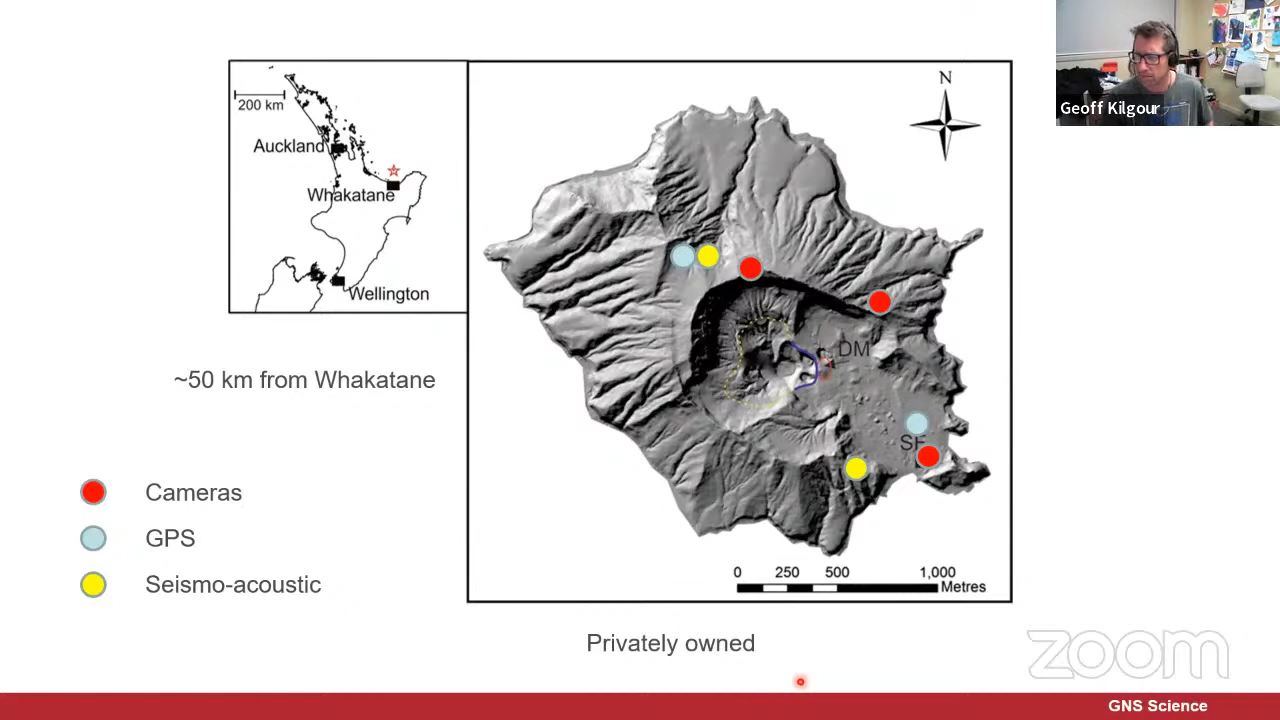 Geoff Kilgour
200 km
Auckland
Whakatane
Wellington
N
DM
SF
0 250 500 1,000
Metres
~50 km from Whakatane
Cameras
GPS
Seismo-acoustic
Privately owned
zoom
GNS Science